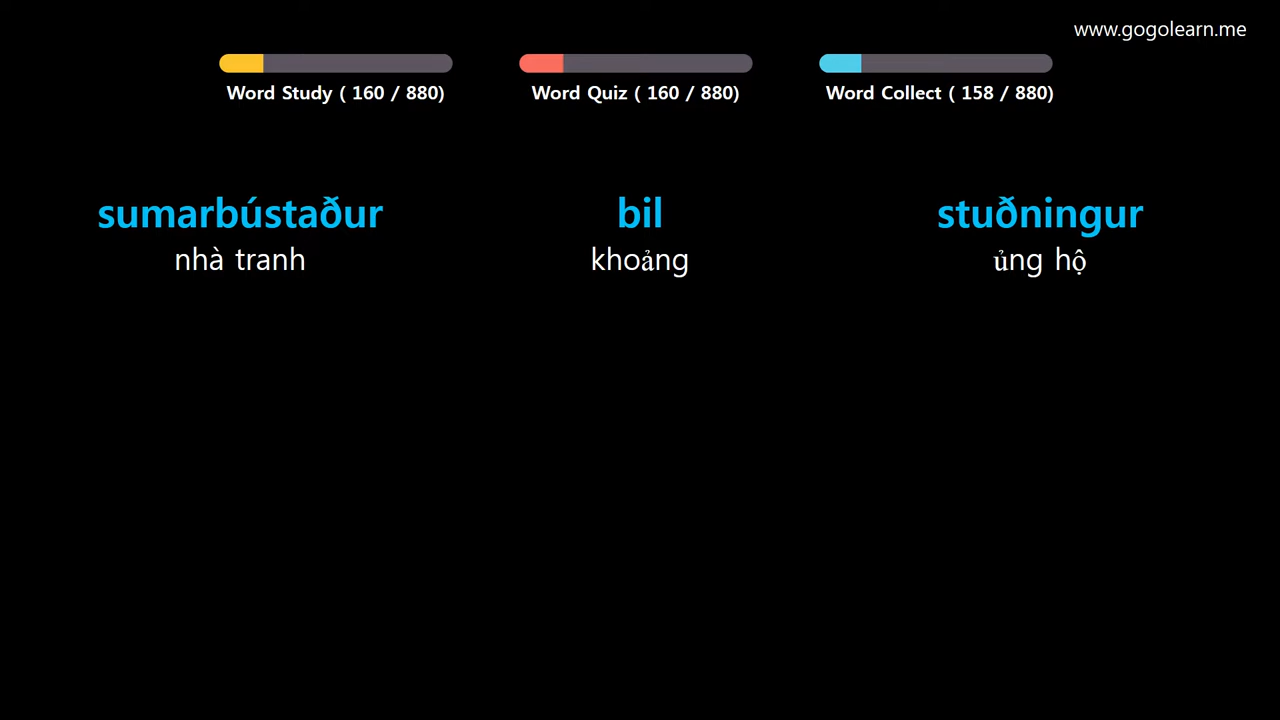 www.gogolearn.me
Word Study ( 160 / 880)
Word Quiz ( 160 / 880)
Word Collect ( 158 / 880)
sumarbústaður
nhà tranh
bil
khoảng
stuðningur
ủng hộ